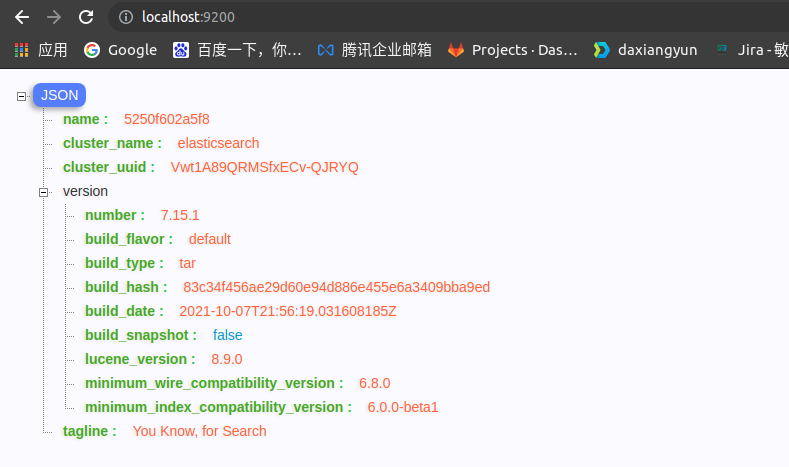 localhost:9200
应用 Google 百度一下，你… 腾讯企业邮箱 Projects · Das… daxiangyun Jira - 敏
JSON
name : 5250f602a5f8
cluster_name : elasticsearch
cluster_uuid : Vwt1A89QRMSfxECv-QJRYQ
version
number : 7.15.1
build_flavor : default
build_type : tar
build_hash : 83c34f456ae29d60e94d886e455e6a3409bba9ed
build_date : 2021-10-07T21:56:19.031608185Z
build_snapshot : false
lucene_version : 8.9.0
minimum_wire_compatibility_version : 6.8.0
minimum_index_compatibility_version : 6.0.0-beta1
tagline : You Know, for Search